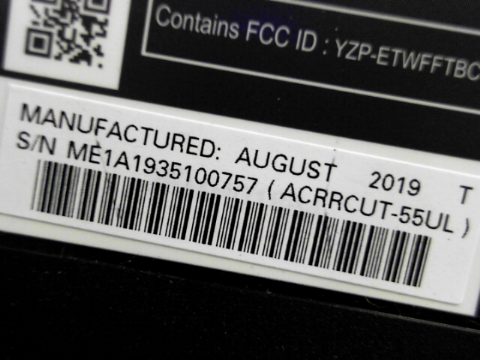 Contains FCC ID : YZP-ETWFFTBC
MANUFACTURED: AUGUST 2019 T
S/N ME1A1935100757 ( ACRRCUT-55UL )